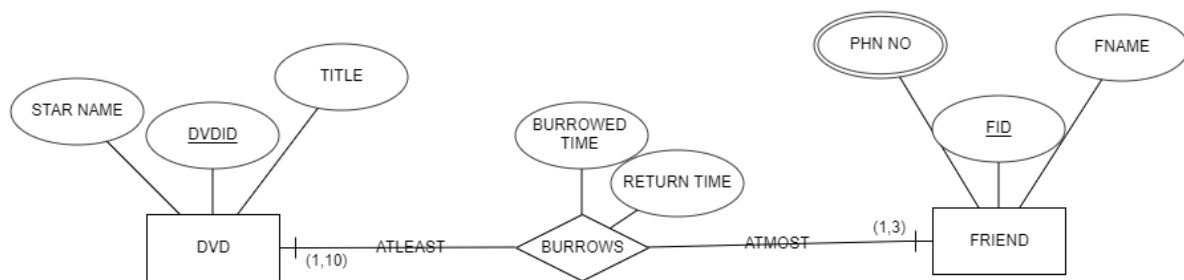 PHN NO
FNAME
TITLE
STAR NAME
DVDID
BURROWED
TIME
FID
RETURN TIME
DVD
ATLEAST
(1,10)
BURROWS
ATMOST
(1,3)
FRIEND